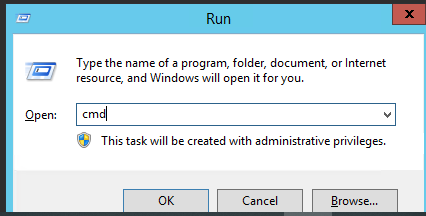 Run
x
Type the name of a program, folder, document, or Internet
resource, and Windows will open it for you.
Open: cmd
This task will be created with administrative privileges.
OK Cancel Browse...